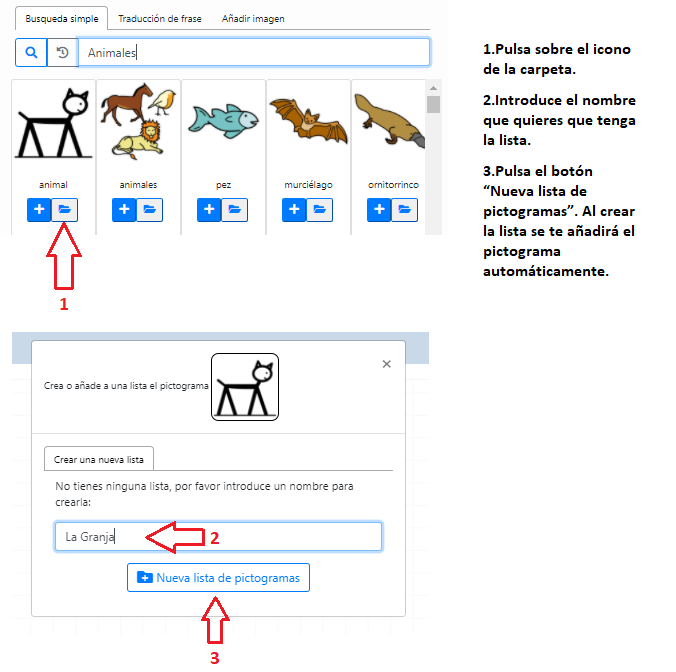 Busqueda simple Traducción de frase Añadir imagen
Animales
animal animales pez murciélago ornitorrinco
1
1.Pulsa sobre el icono
de la carpeta.
2.Introduce el nombre
que quieres que tenga
la lista.
3.Pulsa el botón
“Nueva lista de
pictogramas”. Al crear
la lista se te añadirá el
pictograma
automáticamente.
Crea o añade a una lista el pictograma
×
Crear una nueva lista
No tienes ninguna lista, por favor introduce un nombre para
crearla:
La Granja 2
Nueva lista de pictogramas
3